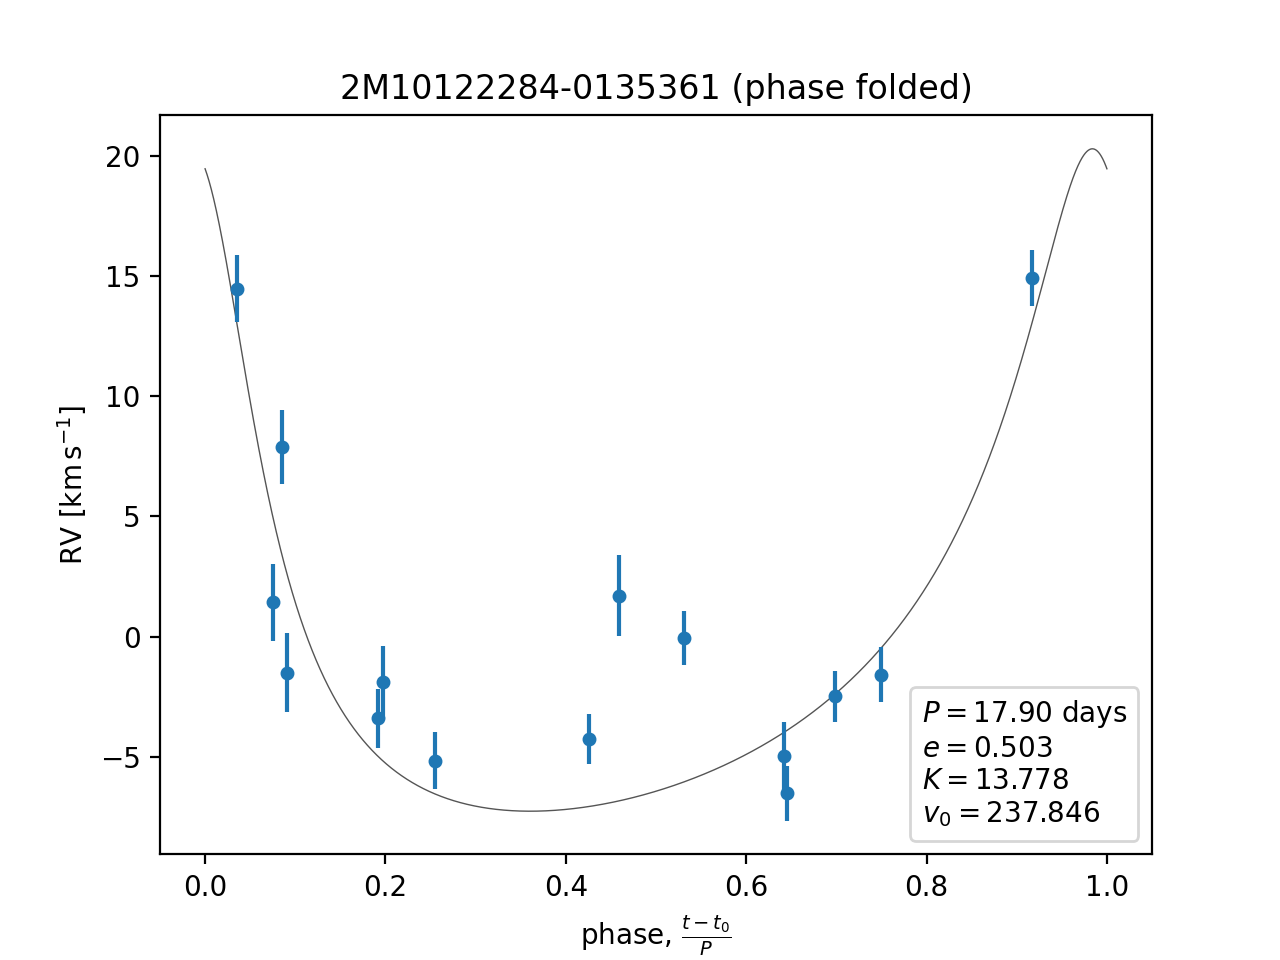 2M10122284-0135361 (phase folded)
RV [km s⁻¹]
20
15
10
5
0
−5
P = 17.90 days
e = 0.503
K = 13.778
v₀ = 237.846
0.0 0.2 0.4 0.6 0.8 1.0
phase, (t − t₀)/P